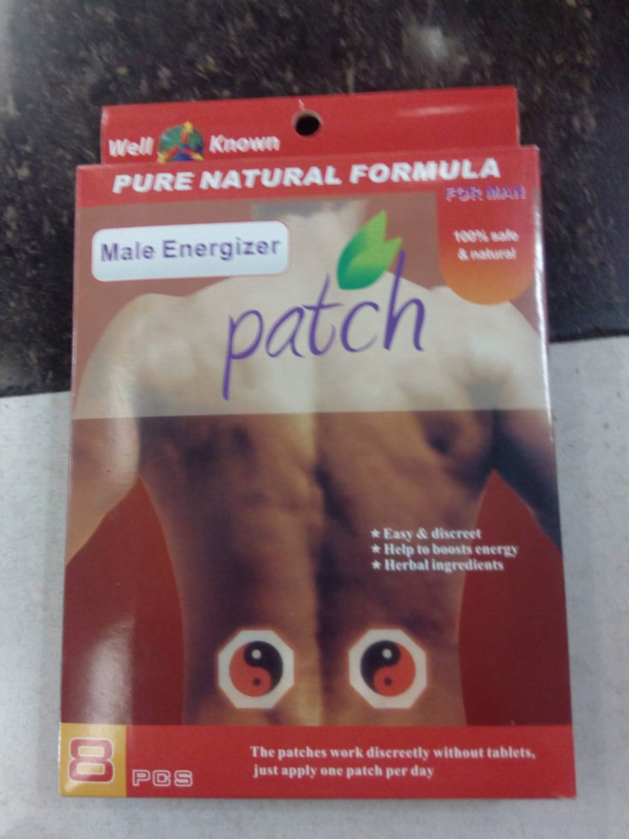 Well Known
PURE NATURAL FORMULA
FOR MAN
Male Energizer
100% safe
& natural
patch
★ Easy & discreet
★ Help to boosts energy
★ Herbal ingredients
8 PCS
The patches work discreetly without tablets,
just apply one patch per day